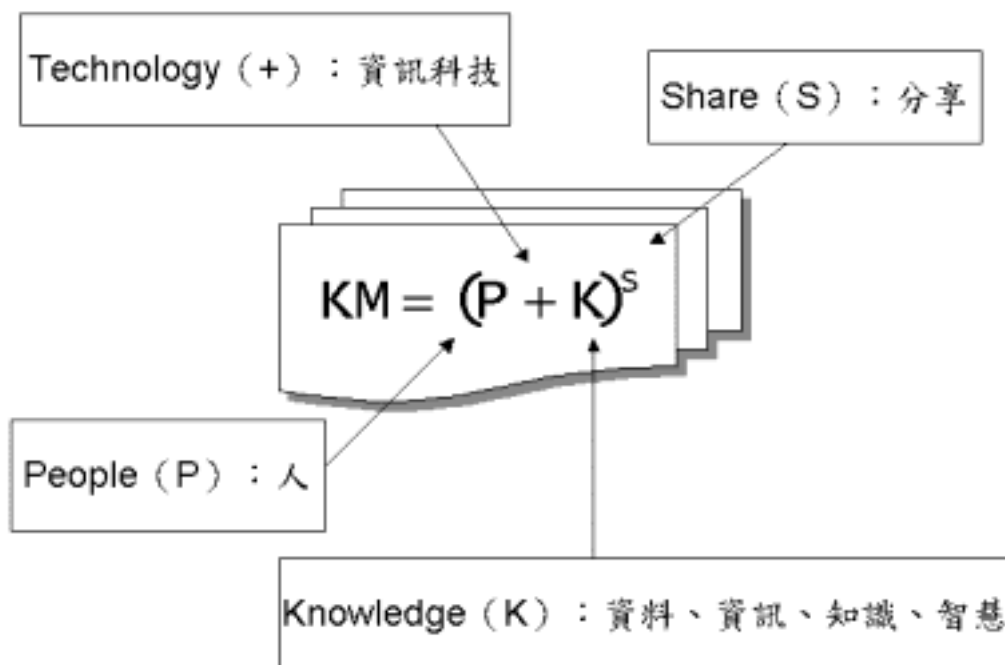 Technology（+）：資訊科技
Share（S）：分享
KM = (P + K)^S
People（P）：人
Knowledge（K）：資料、資訊、知識、智慧